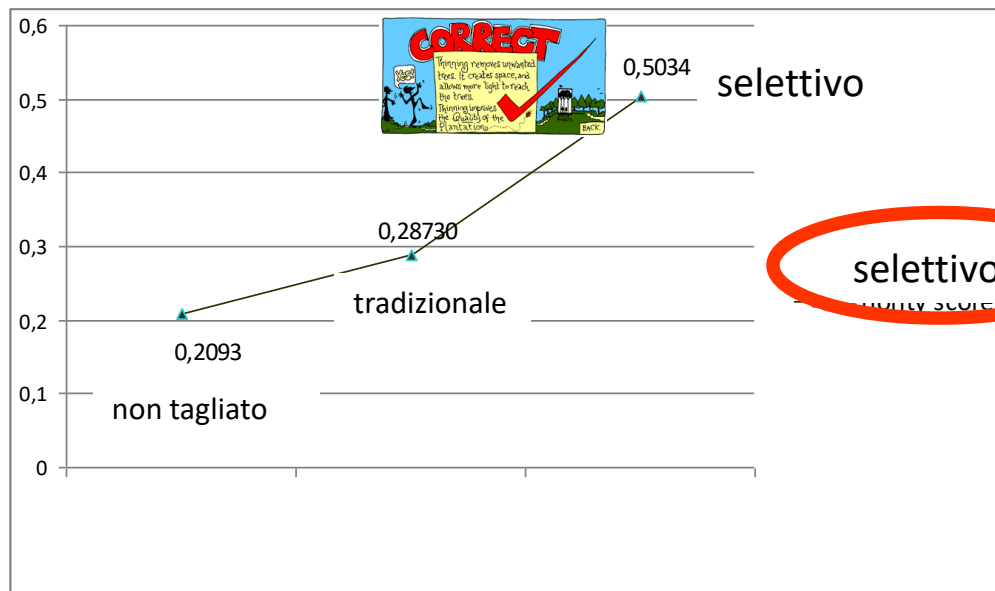 0,6
CORRECT
Thinning removes unwanted
trees. It creates space, and
allows more light to reach
the trees.
Thinning improves
the Quality of the
Plantation.
YES!
BACK
0,5034
selettivo
0,5
0,4
0,3
0,28730
tradizionale
selettivo
score
0,2
0,2093
0,1
non tagliato
0